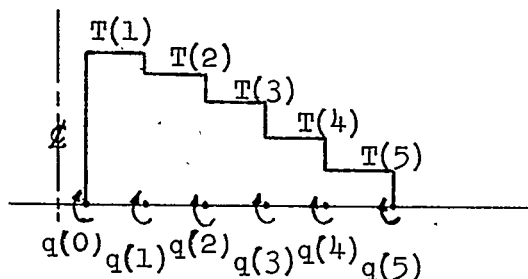 T(1)
T(2)
T(3)
T(4)
T(5)
℄
q(0) q(1) q(2) q(3) q(4) q(5)